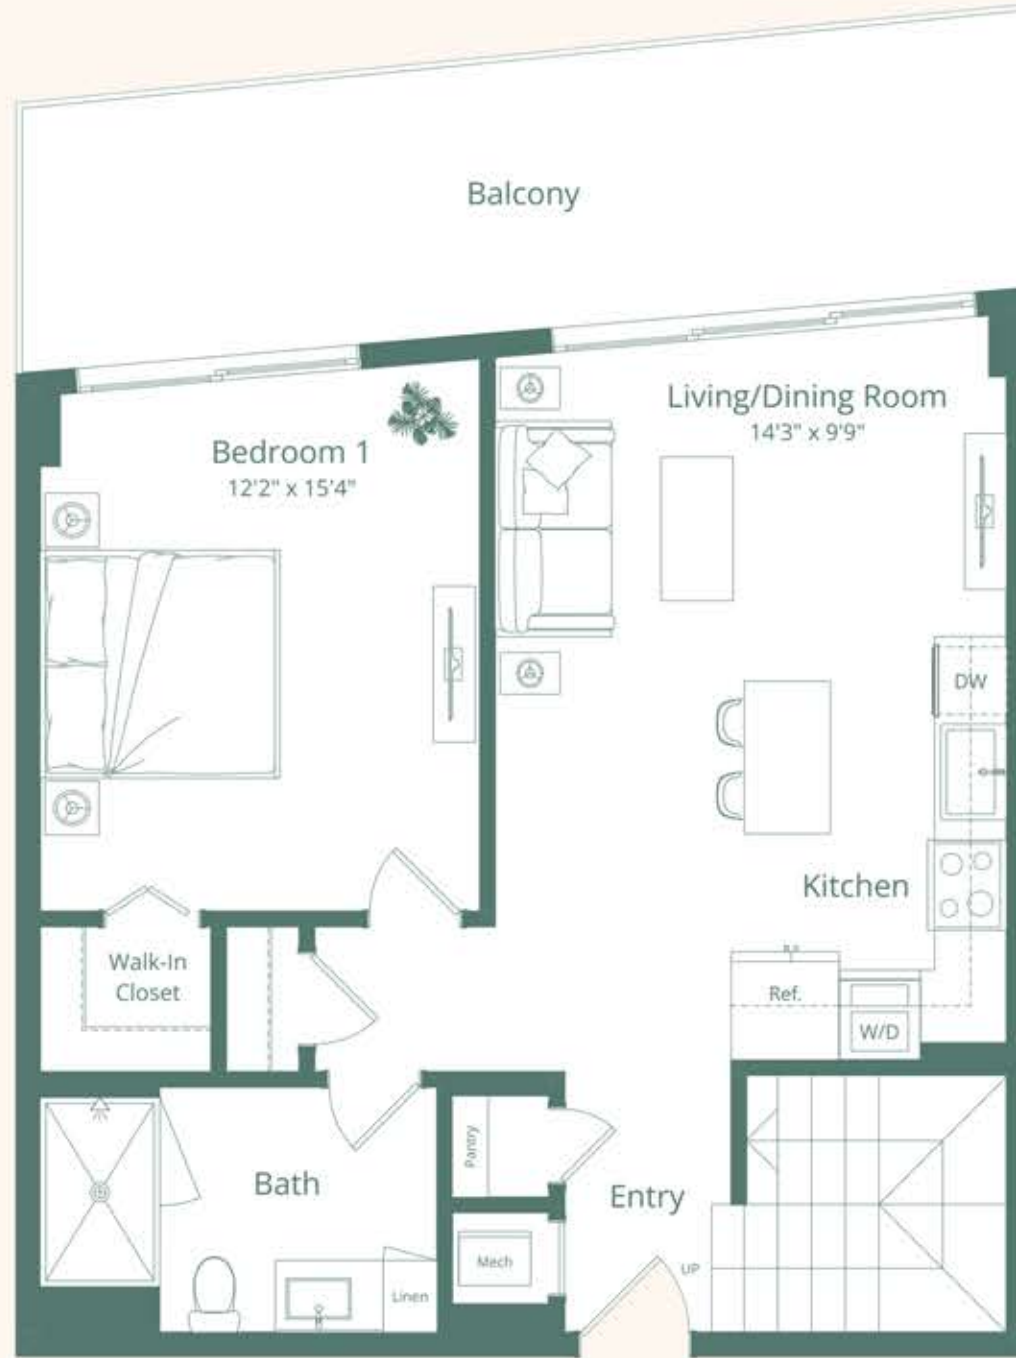 Balcony
Living/Dining Room
14'3" x 9'9"
Bedroom 1
12'2" x 15'4"
DW
Kitchen
Walk-In
Closet
Ref.
W/D
Pantry
Bath
Entry
Mech
UP
Linen